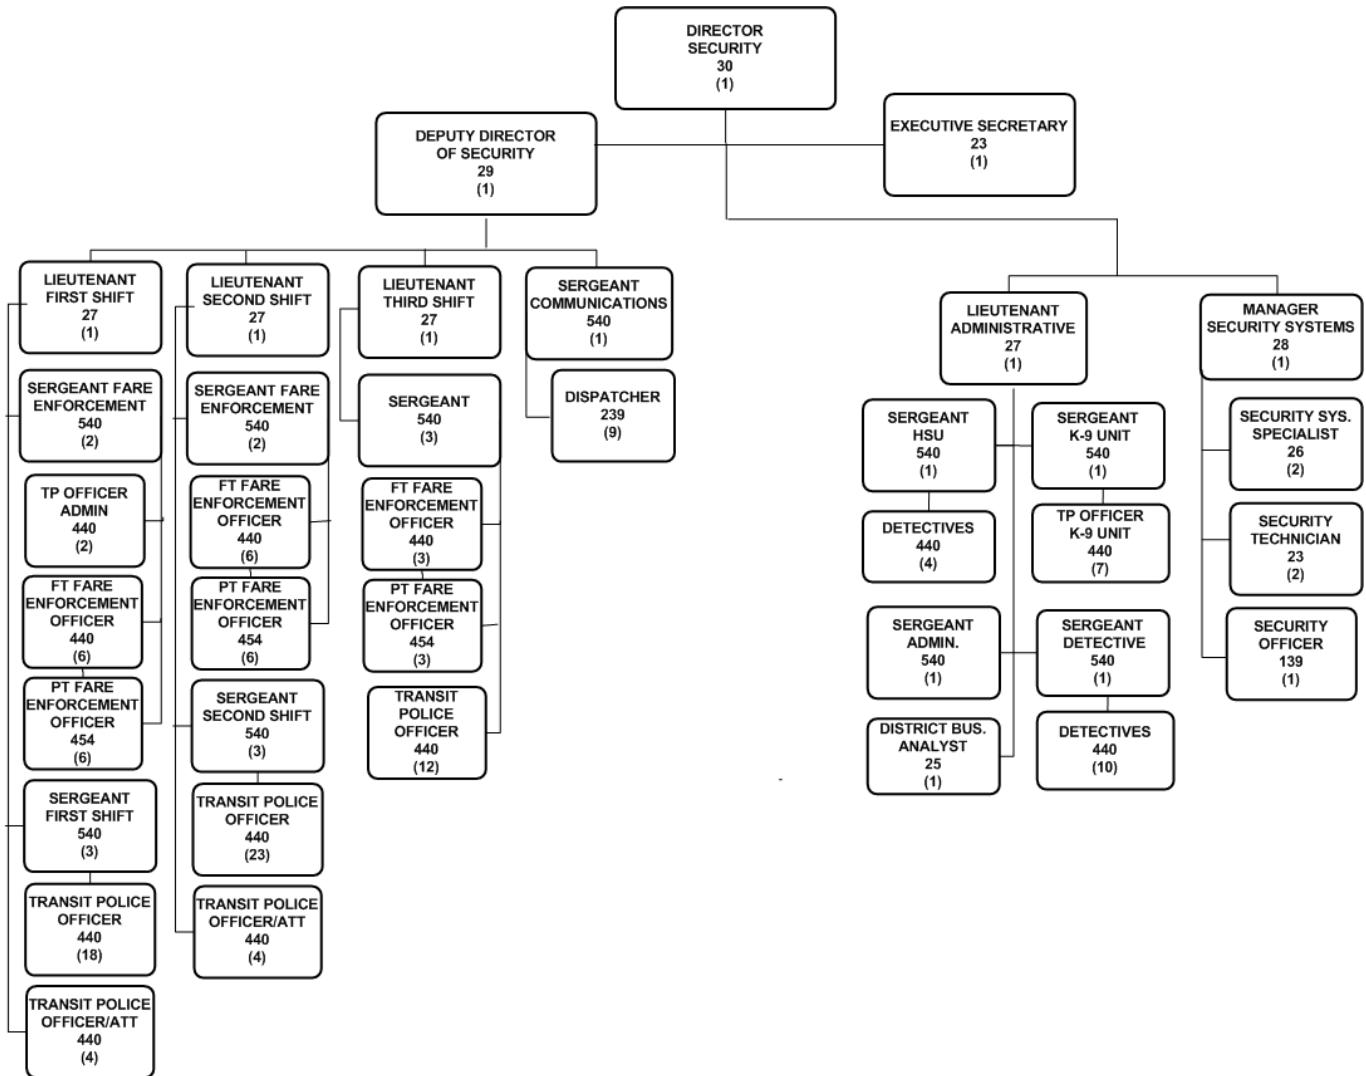 DIRECTOR
SECURITY
30
(1)
EXECUTIVE SECRETARY
23
(1)
DEPUTY DIRECTOR
OF SECURITY
29
(1)
LIEUTENANT
FIRST SHIFT
27
(1)
SERGEANT FARE
ENFORCEMENT
540
(2)
TP OFFICER
ADMIN
440
(2)
FT FARE
ENFORCEMENT
OFFICER
440
(6)
PT FARE
ENFORCEMENT
OFFICER
454
(6)
SERGEANT
FIRST SHIFT
540
(3)
TRANSIT POLICE
OFFICER
440
(18)
TRANSIT POLICE
OFFICER/ATT
440
(4)
LIEUTENANT
SECOND SHIFT
27
(1)
SERGEANT FARE
ENFORCEMENT
540
(2)
FT FARE
ENFORCEMENT
OFFICER
440
(6)
PT FARE
ENFORCEMENT
OFFICER
454
(6)
SERGEANT
SECOND SHIFT
540
(3)
TRANSIT POLICE
OFFICER
440
(23)
TRANSIT POLICE
OFFICER/ATT
440
(4)
LIEUTENANT
THIRD SHIFT
27
(1)
SERGEANT
540
(3)
FT FARE
ENFORCEMENT
OFFICER
440
(3)
PT FARE
ENFORCEMENT
OFFICER
454
(3)
TRANSIT
POLICE
OFFICER
440
(12)
SERGEANT
COMMUNICATIONS
540
(1)
DISPATCHER
239
(9)
LIEUTENANT
ADMINISTRATIVE
27
(1)
SERGEANT
HSU
540
(1)
DETECTIVES
440
(4)
SERGEANT
K-9 UNIT
540
(1)
TP OFFICER
K-9 UNIT
440
(7)
SERGEANT
ADMIN.
540
(1)
SERGEANT
DETECTIVE
540
(1)
DISTRICT BUS.
ANALYST
25
(1)
DETECTIVES
440
(10)
MANAGER
SECURITY SYSTEMS
28
(1)
SECURITY SYS.
SPECIALIST
26
(2)
SECURITY
TECHNICIAN
23
(2)
SECURITY
OFFICER
139
(1)